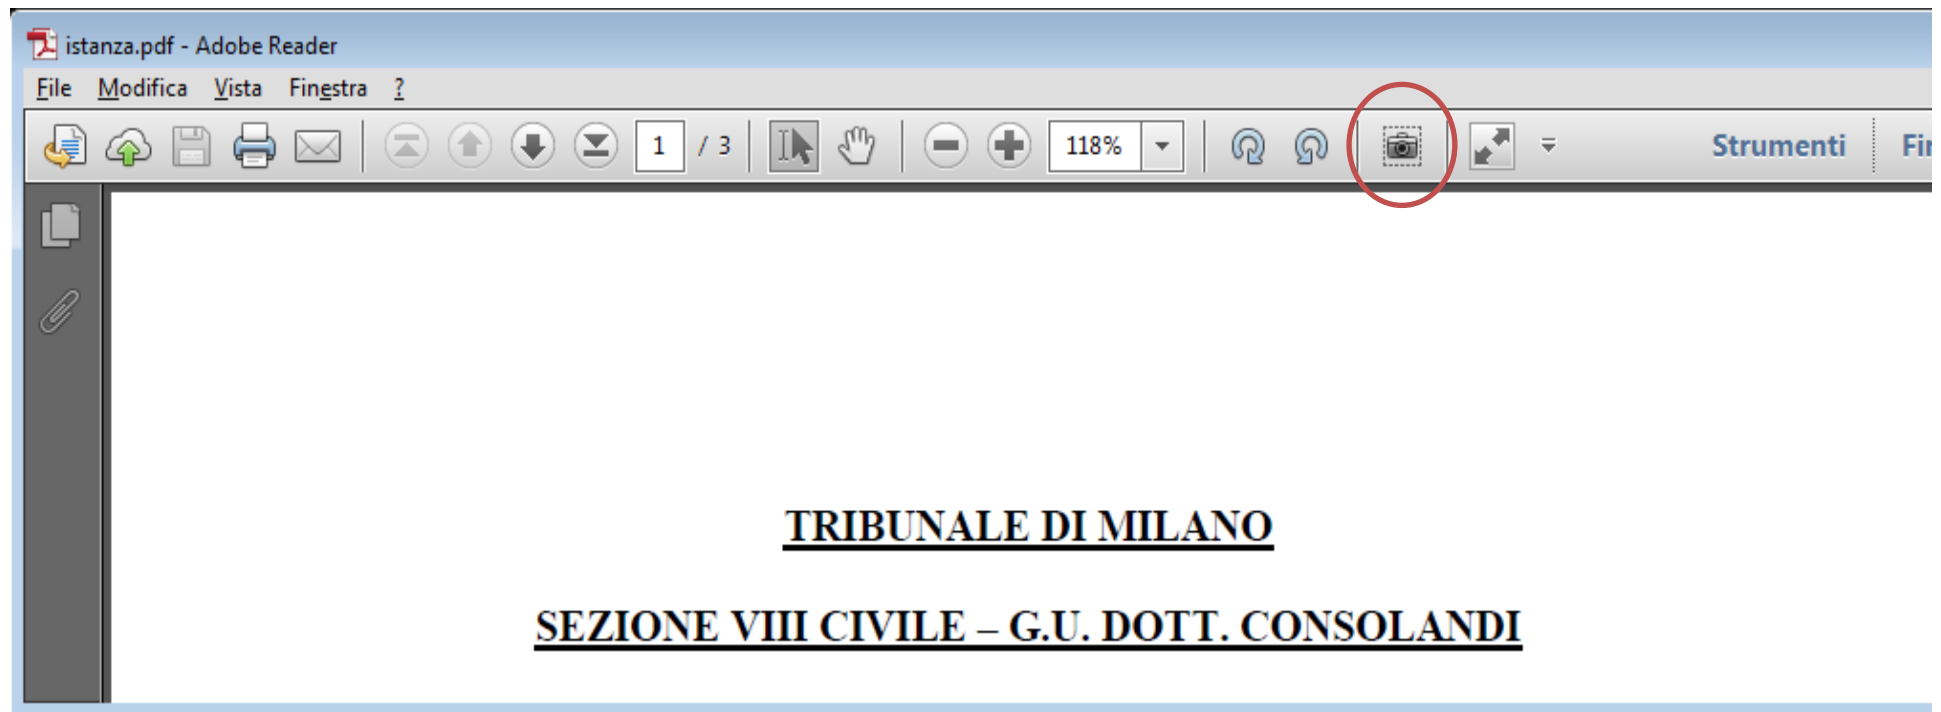 istanza.pdf - Adobe Reader
File Modifica Vista Finestra ?
1 / 3 118% Strumenti
TRIBUNALE DI MILANO
SEZIONE VIII CIVILE – G.U. DOTT. CONSOLANDI